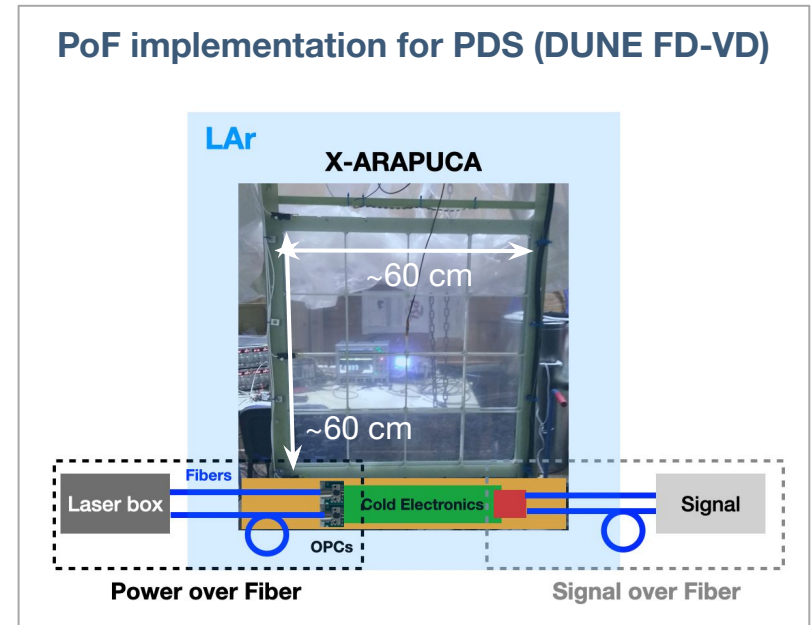 PoF implementation for PDS (DUNE FD-VD)
LAr
X-ARAPUCA
~60 cm
~60 cm
Fibers
Laser box
Cold Electronics
Signal
OPCs
Power over Fiber
Signal over Fiber